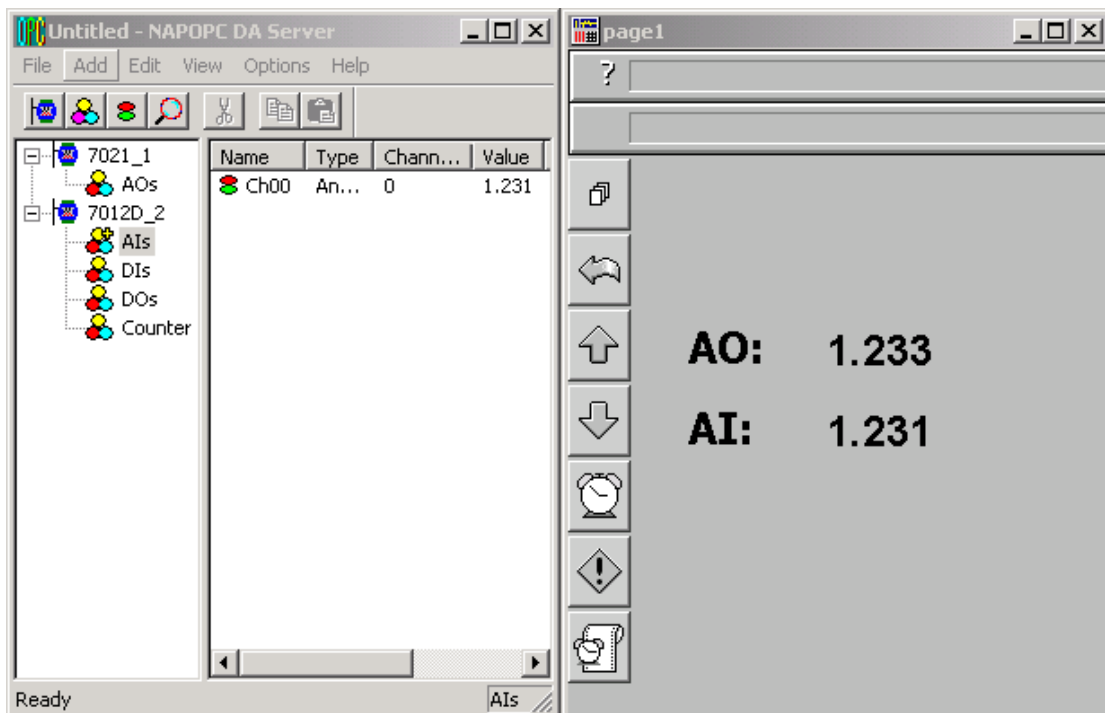 Untitled - NAPOPC DA Server
File Add Edit View Options Help
7021_1
AOs
7012D_2
AIs
DIs
DOs
Counter
Name Type Chann... Value
Ch00 An... 0 1.231
Ready AIs
page1
?
AO: 1.233
AI: 1.231